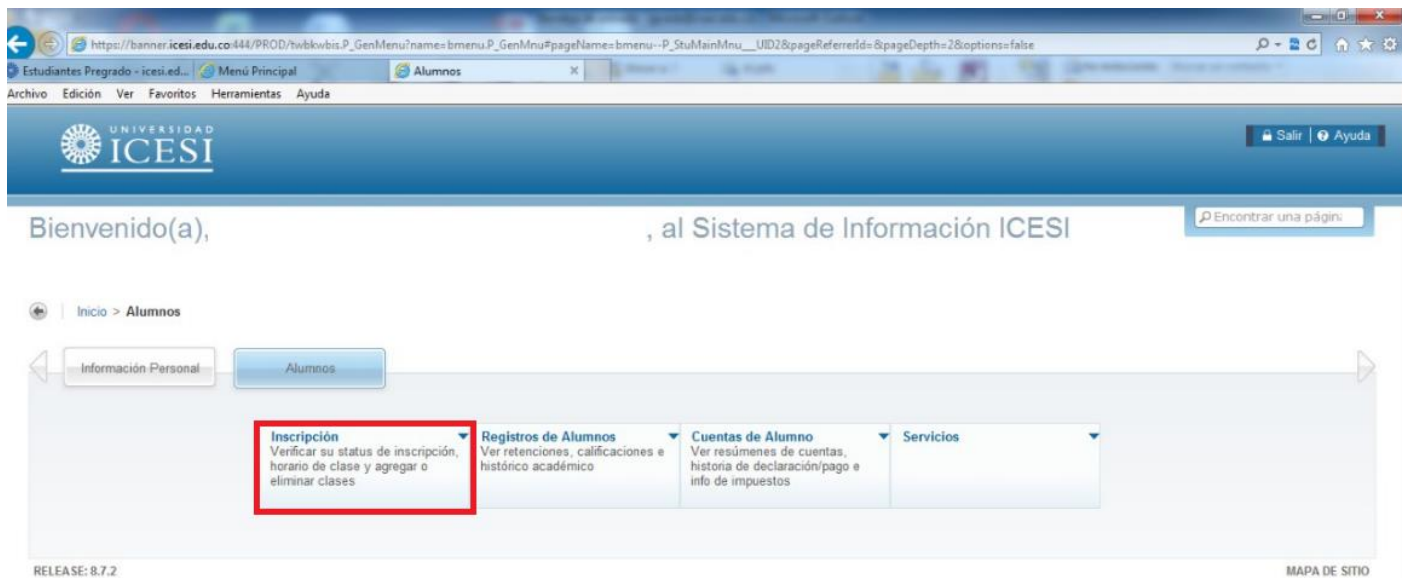 https://banner.icesi.edu.co:444/PROD/twbkwbis.P_GenMenu?name=bmenu.P_GenMnu#pageName=bmenu--P_StuMainMnu__UID2&pageReferrerId=&pageDepth=2&options=false
Estudiantes Pregrado - icesi.ed... Menú Principal Alumnos
Archivo Edición Ver Favoritos Herramientas Ayuda
UNIVERSIDAD
ICESI
Salir | Ayuda
Bienvenido(a), , al Sistema de Información ICESI
Encontrar una págin
Inicio > Alumnos
Información Personal Alumnos
Inscripción
Verificar su status de inscripción,
horario de clase y agregar o
eliminar clases
Registros de Alumnos
Ver retenciones, calificaciones e
histórico académico
Cuentas de Alumno
Ver resúmenes de cuentas,
historia de declaración/pago e
info de impuestos
Servicios
RELEASE: 8.7.2 MAPA DE SITIO